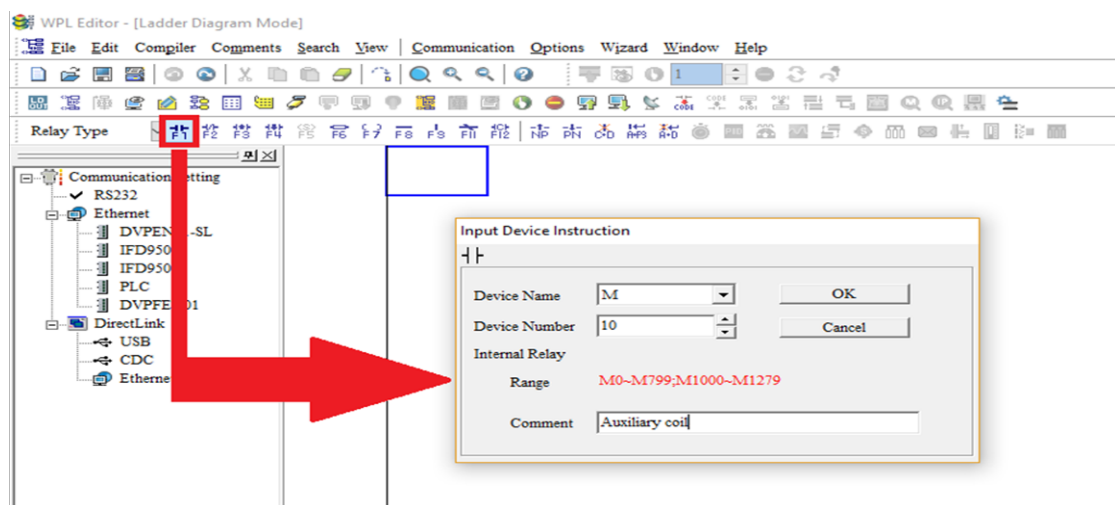 WPL Editor - [Ladder Diagram Mode]
File Edit Compiler Comments Search View Communication Options Wizard Window Help
1
Relay Type F1 F2 F3 F4 F5 F6 F7 F8 F9 F11 F12 NP PN
Communication etting
RS232
Ethernet
DVPEN -SL
IFD950
IFD950
PLC
DVPFE 01
DirectLink
USB
CDC
Etherne
Input Device Instruction
Device Name M OK
Device Number 10 Cancel
Internal Relay
Range M0~M799;M1000~M1279
Comment Auxiliary coil